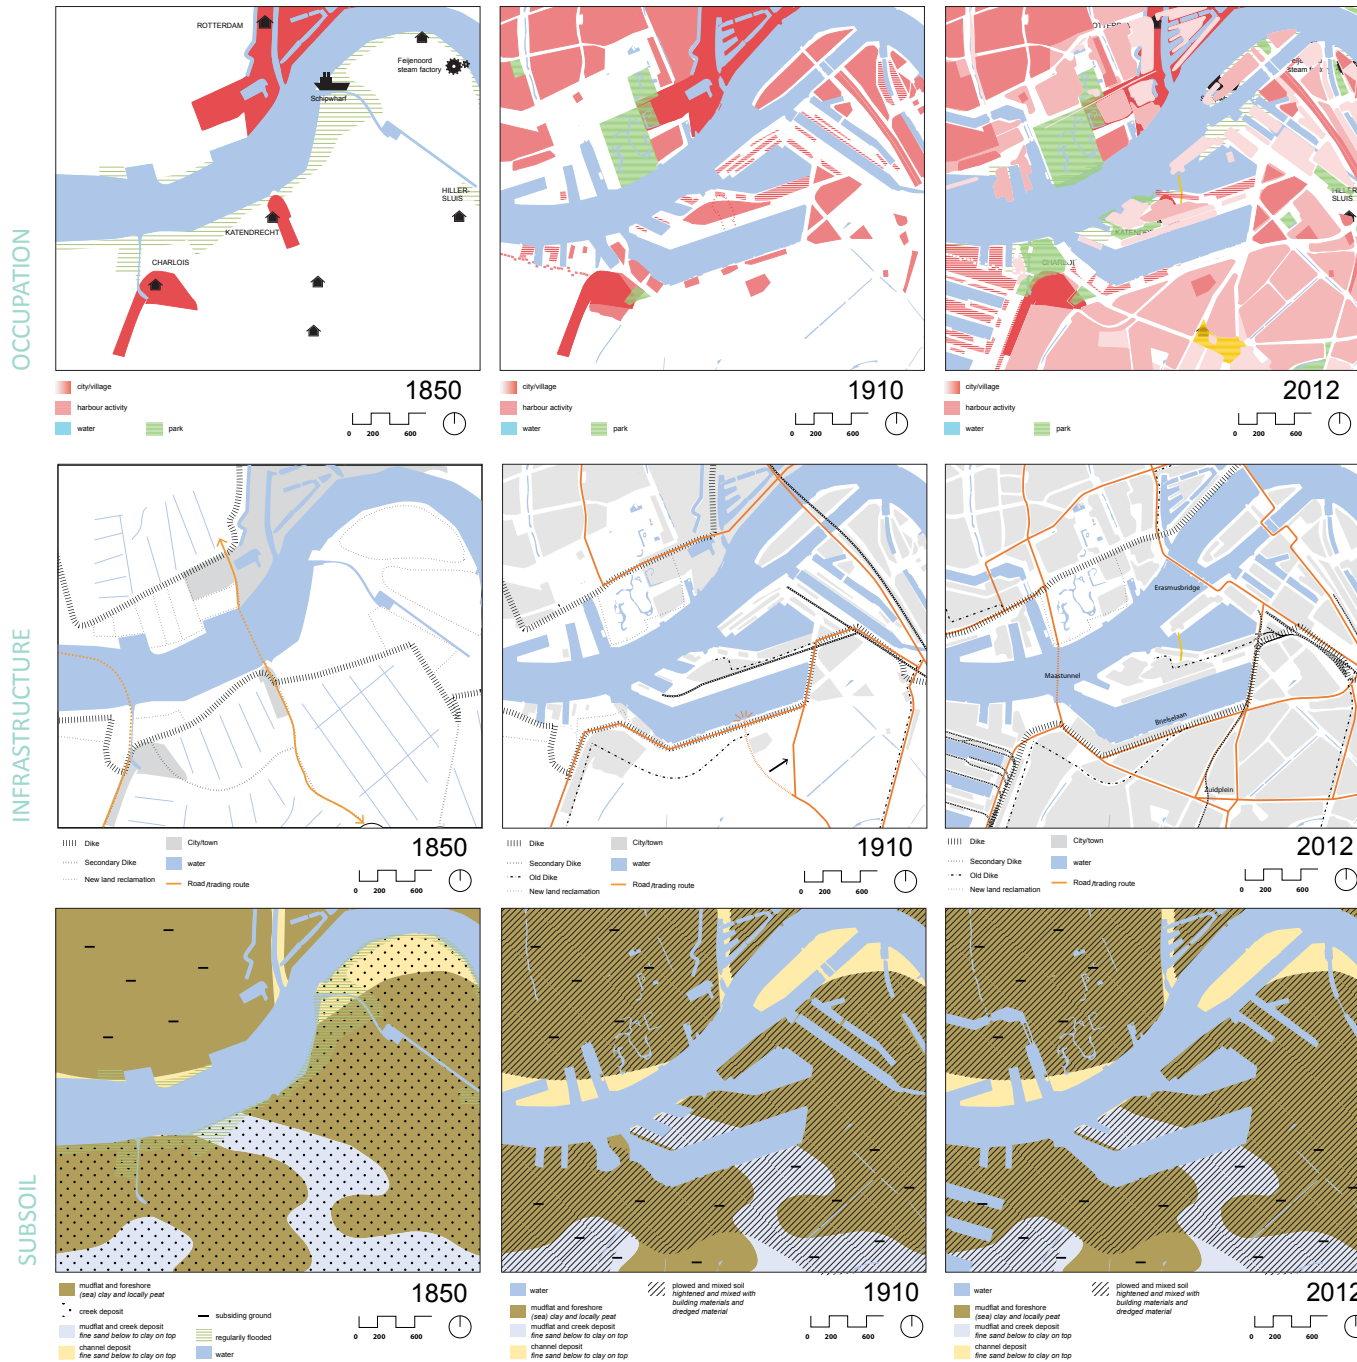 OCCUPATION
ROTTERDAM
Feijenoord
steam factory
Schipwharf
HILLER-
SLUIS
KATENDRECHT
CHARLOIS
city/village
harbour activity
water
park
1850
0 200 600
city/village
harbour activity
water
park
1910
0 200 600
OTTERDA
steam fa
HILLER
SLUIS
KATEND
CHARLOI
city/village
harbour activity
water
park
2012
0 200 600
INFRASTRUCTURE
Dike
Secondary Dike
New land reclamation
City/town
water
Road/trading route
1850
0 200 600
Dike
Secondary Dike
Old Dike
New land reclamation
City/town
water
Road/trading route
1910
0 200 600
Erasmusbridge
Maastunnel
Brielselaan
Zuidplein
Dike
Secondary Dike
Old Dike
New land reclamation
City/town
water
Road/trading route
2012
0 200 600
SUBSOIL
mudflat and foreshore
(sea) clay and locally peat
creek deposit
mudflat and creek deposit
fine sand below to clay on top
channel deposit
fine sand below to clay on top
subsiding ground
regularily flooded
water
1850
0 200 600
water
mudflat and foreshore
(sea) clay and locally peat
mudflat and creek deposit
fine sand below to clay on top
channel deposit
fine sand below to clay on top
plowed and mixed soil
hightened and mixed with
building materials and
dredged material
1910
0 200 600
water
mudflat and foreshore
(sea) clay and locally peat
mudflat and creek deposit
fine sand below to clay on top
channel deposit
fine sand below to clay on top
plowed and mixed soil
hightened and mixed with
building materials and
dredged material
2012
0 200 600